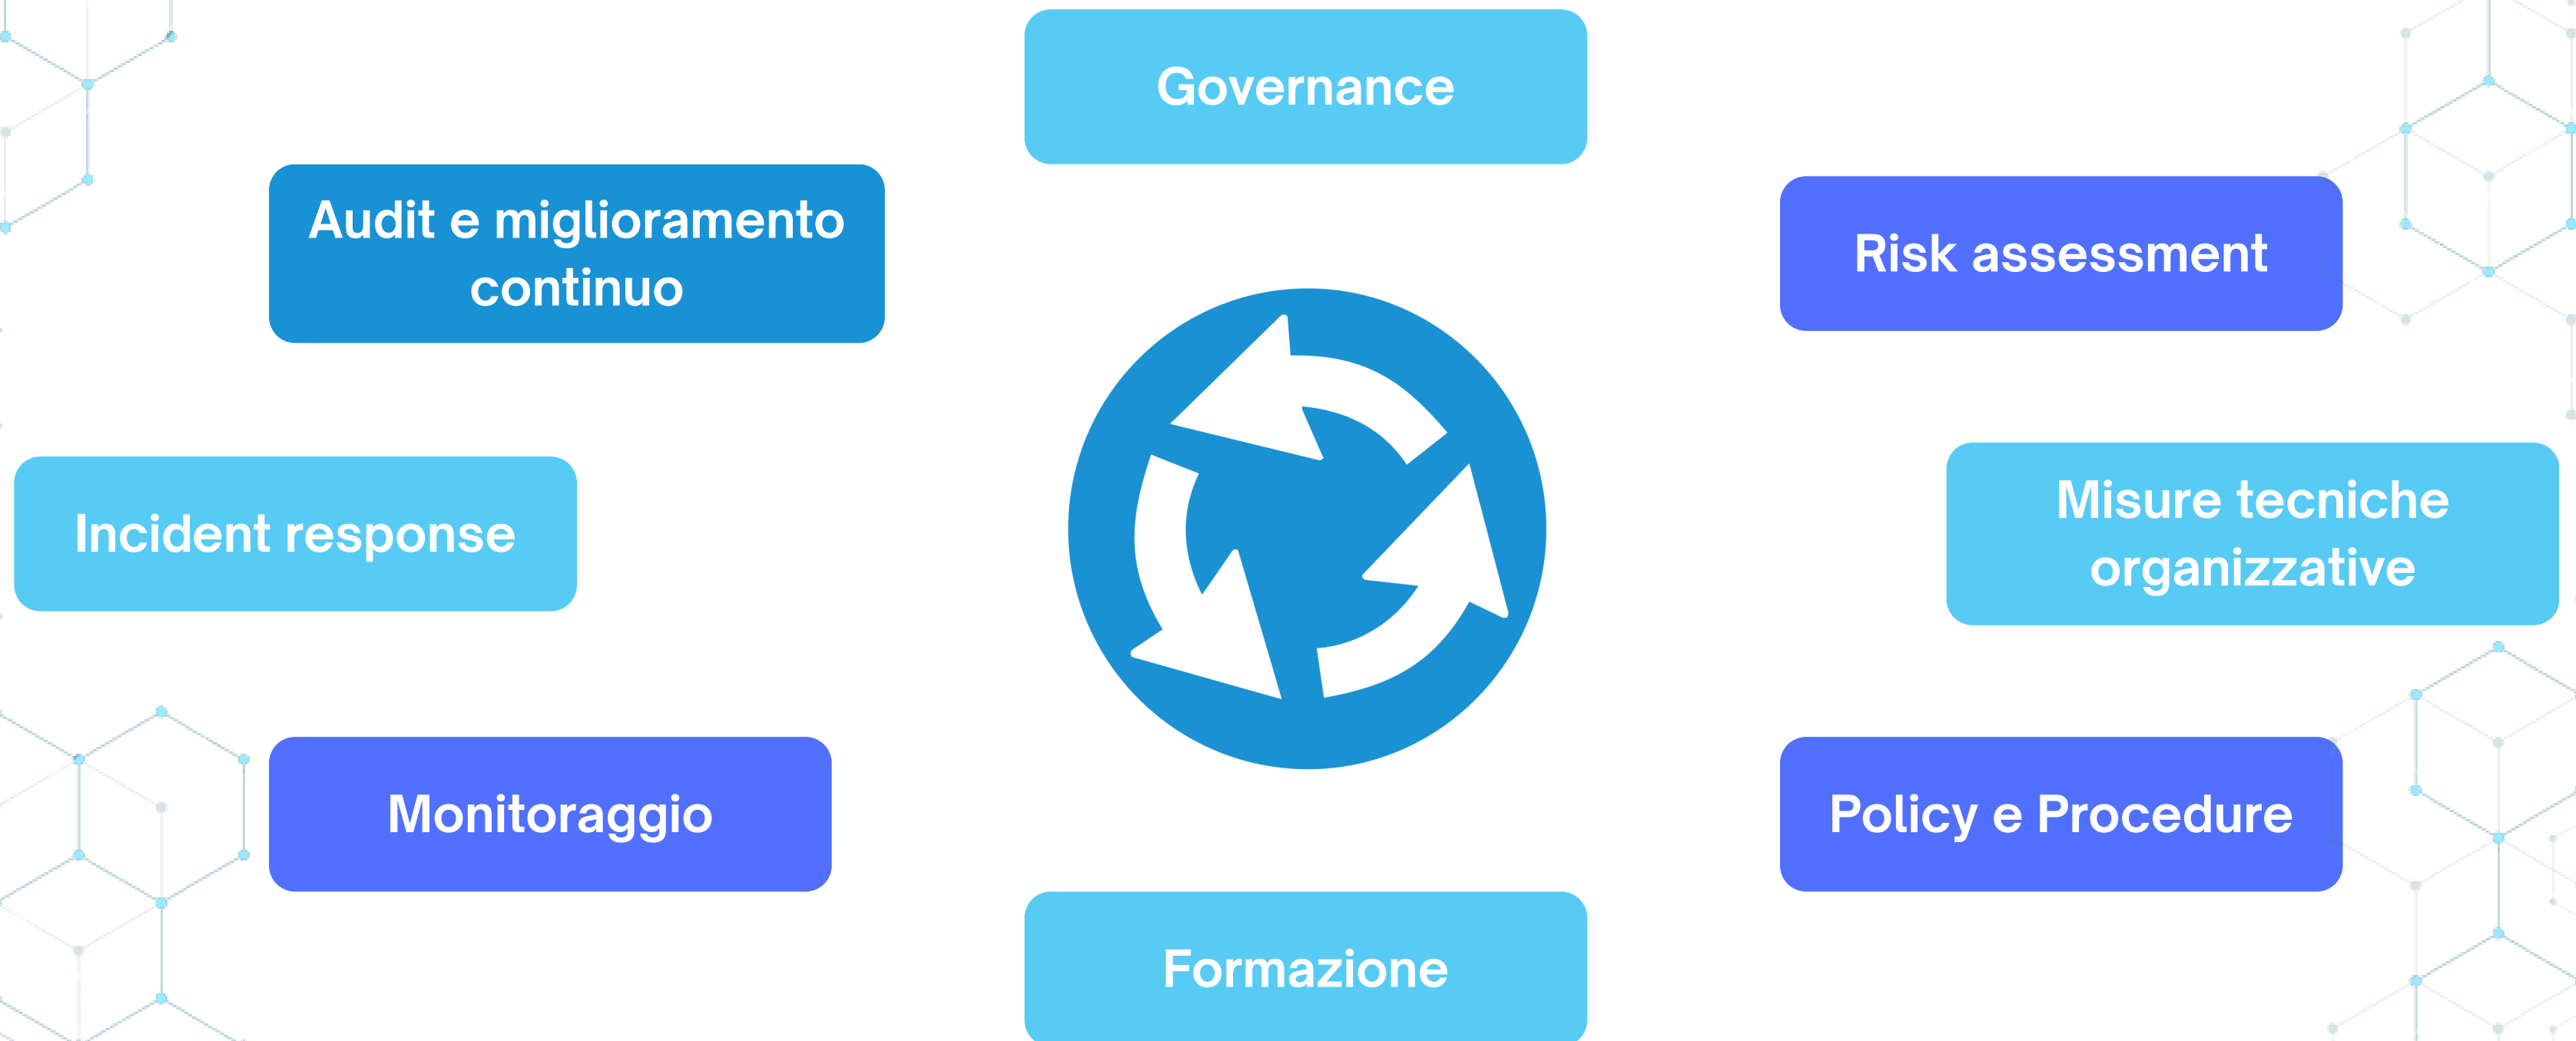 Governance
Audit e miglioramento
continuo
Risk assessment
Incident response
Misure tecniche
organizzative
Monitoraggio
Policy e Procedure
Formazione